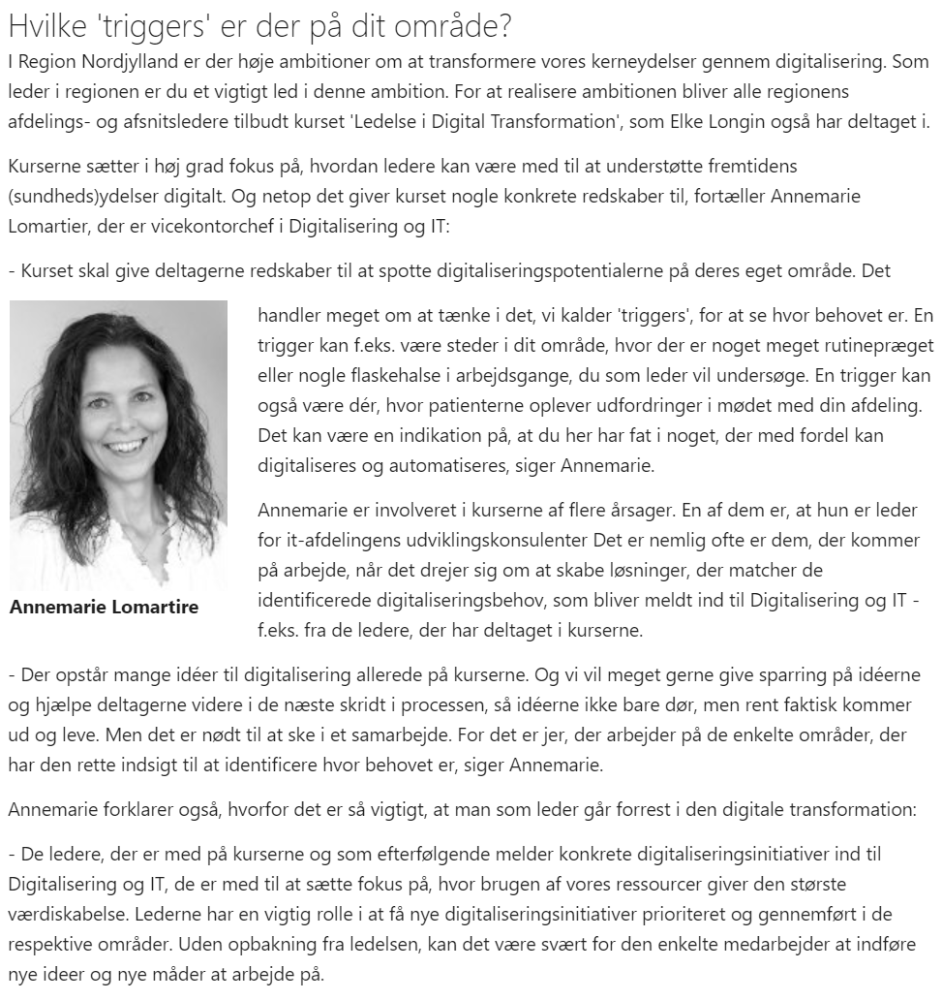 Hvilke 'triggers' er der på dit område?
I Region Nordjylland er der høje ambitioner om at transformere vores kerneydelser gennem digitalisering. Som
leder i regionen er du et vigtigt led i denne ambition. For at realisere ambitionen bliver alle regionens
afdelings- og afsnitsledere tilbudt kurset 'Ledelse i Digital Transformation', som Elke Longin også har deltaget i.
Kurserne sætter i høj grad fokus på, hvordan ledere kan være med til at understøtte fremtidens
(sundheds)ydelser digitalt. Og netop det giver kurset nogle konkrete redskaber til, fortæller Annemarie
Lomartier, der er vicekontorchef i Digitalisering og IT:
- Kurset skal give deltagerne redskaber til at spotte digitaliseringspotentialerne på deres eget område. Det
handler meget om at tænke i det, vi kalder 'triggers', for at se hvor behovet er. En
trigger kan f.eks. være steder i dit område, hvor der er noget meget rutinepræget
eller nogle flaskehalse i arbejdsgange, du som leder vil undersøge. En trigger kan
også være dér, hvor patienterne oplever udfordringer i mødet med din afdeling.
Det kan være en indikation på, at du her har fat i noget, der med fordel kan
digitaliseres og automatiseres, siger Annemarie.
Annemarie er involveret i kurserne af flere årsager. En af dem er, at hun er leder
for it-afdelingens udviklingskonsulenter Det er nemlig ofte er dem, der kommer
på arbejde, når det drejer sig om at skabe løsninger, der matcher de
identificerede digitaliseringsbehov, som bliver meldt ind til Digitalisering og IT -
f.eks. fra de ledere, der har deltaget i kurserne.
Annemarie Lomartire
- Der opstår mange idéer til digitalisering allerede på kurserne. Og vi vil meget gerne give sparring på idéerne
og hjælpe deltagerne videre i de næste skridt i processen, så idéerne ikke bare dør, men rent faktisk kommer
ud og leve. Men det er nødt til at ske i et samarbejde. For det er jer, der arbejder på de enkelte områder, der
har den rette indsigt til at identificere hvor behovet er, siger Annemarie.
Annemarie forklarer også, hvorfor det er så vigtigt, at man som leder går forrest i den digitale transformation:
- De ledere, der er med på kurserne og som efterfølgende melder konkrete digitaliseringsinitiativer ind til
Digitalisering og IT, de er med til at sætte fokus på, hvor brugen af vores ressourcer giver den største
værdiskabelse. Lederne har en vigtig rolle i at få nye digitaliseringsinitiativer prioriteret og gennemført i de
respektive områder. Uden opbakning fra ledelsen, kan det være svært for den enkelte medarbejder at indføre
nye ideer og nye måder at arbejde på.